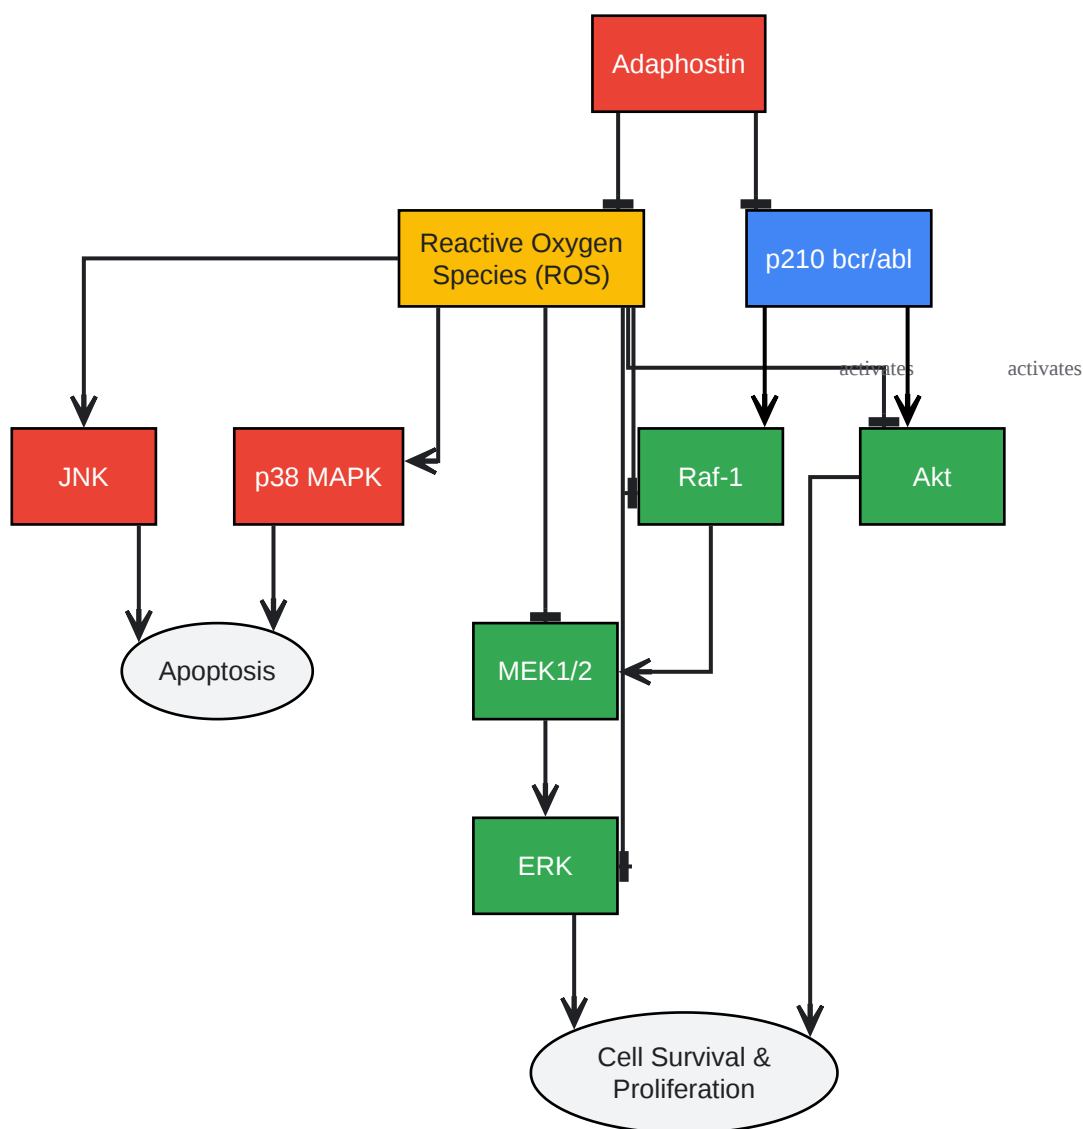 Adaphostin
Reactive Oxygen
Species (ROS)
p210 bcr/abl
activates
activates
JNK
p38 MAPK
Raf-1
Akt
Apoptosis
MEK1/2
ERK
Cell Survival &
Proliferation